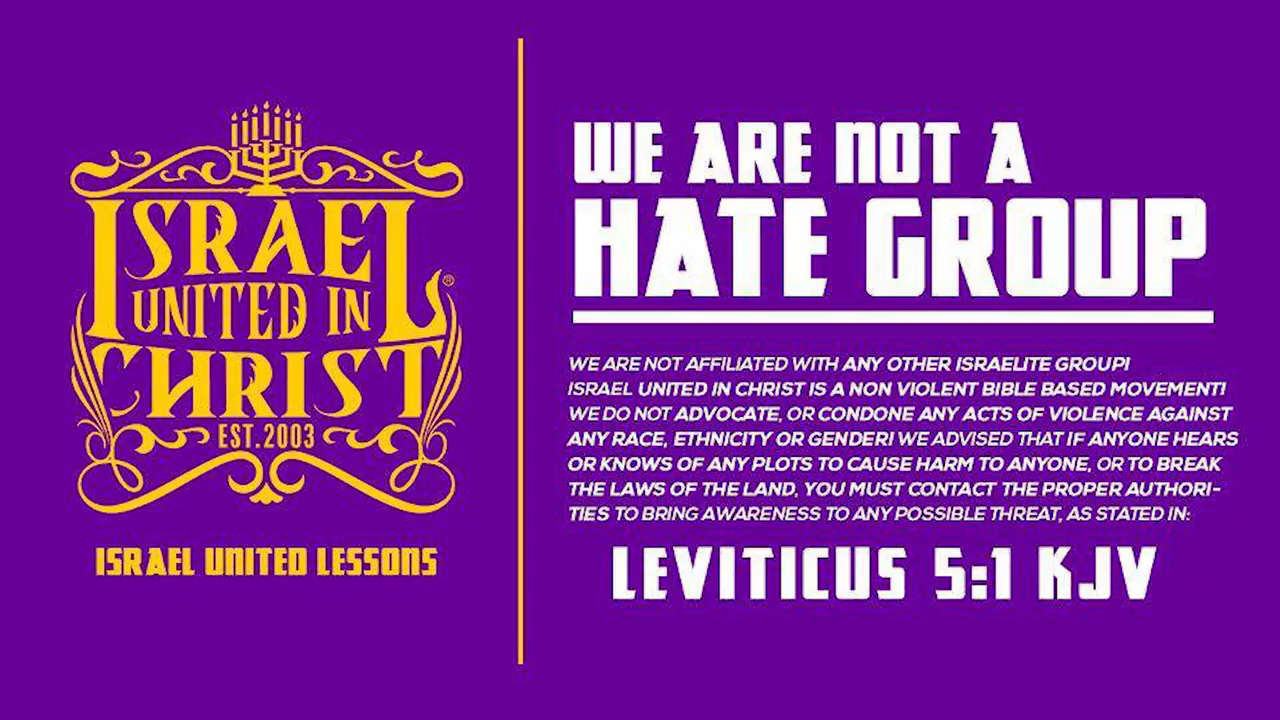 ISRAEL
UNITED IN
CHRIST
EST. 2003
®
ISRAEL UNITED LESSONS
WE ARE NOT A
HATE GROUP
WE ARE NOT AFFILIATED WITH ANY OTHER ISRAELITE GROUP!
ISRAEL UNITED IN CHRIST IS A NON VIOLENT BIBLE BASED MOVEMENT!
WE DO NOT ADVOCATE, OR CONDONE ANY ACTS OF VIOLENCE AGAINST
ANY RACE, ETHNICITY OR GENDER! WE ADVISED THAT IF ANYONE HEARS
OR KNOWS OF ANY PLOTS TO CAUSE HARM TO ANYONE, OR TO BREAK
THE LAWS OF THE LAND, YOU MUST CONTACT THE PROPER AUTHORI-
TIES TO BRING AWARENESS TO ANY POSSIBLE THREAT, AS STATED IN:
LEVITICUS 5:1 KJV